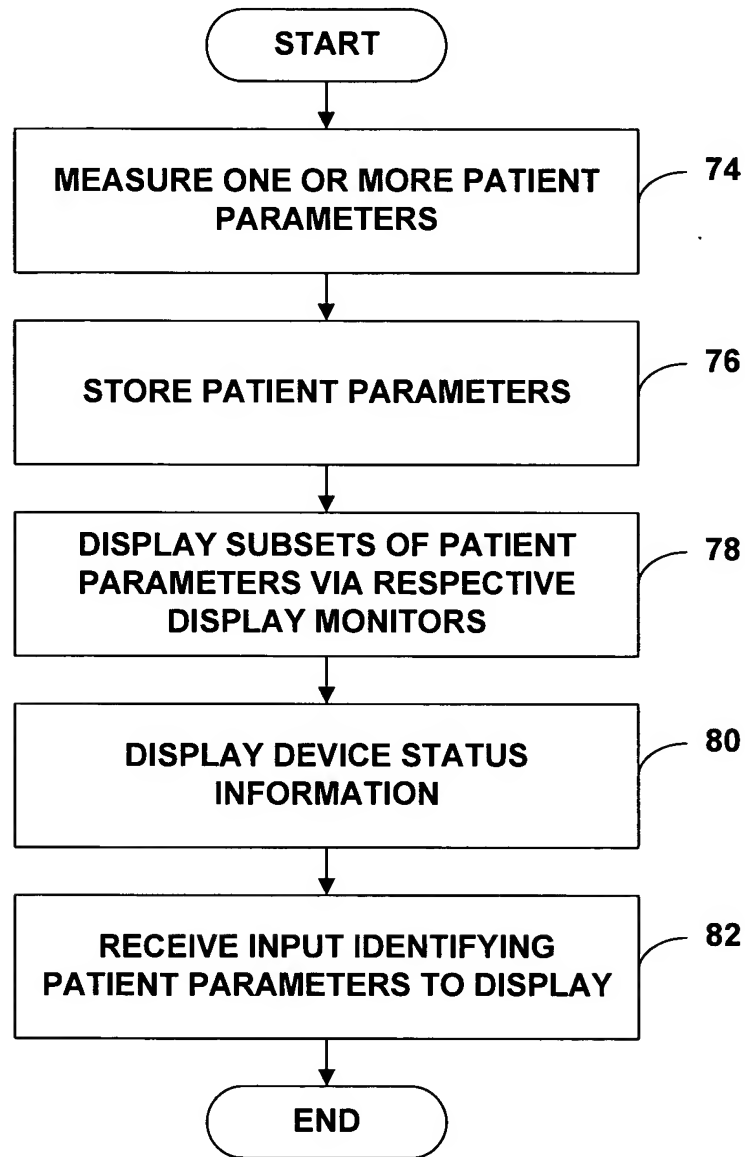 START
MEASURE ONE OR MORE PATIENT
PARAMETERS
74
STORE PATIENT PARAMETERS
76
DISPLAY SUBSETS OF PATIENT
PARAMETERS VIA RESPECTIVE
DISPLAY MONITORS
78
DISPLAY DEVICE STATUS
INFORMATION
80
RECEIVE INPUT IDENTIFYING
PATIENT PARAMETERS TO DISPLAY
82
END